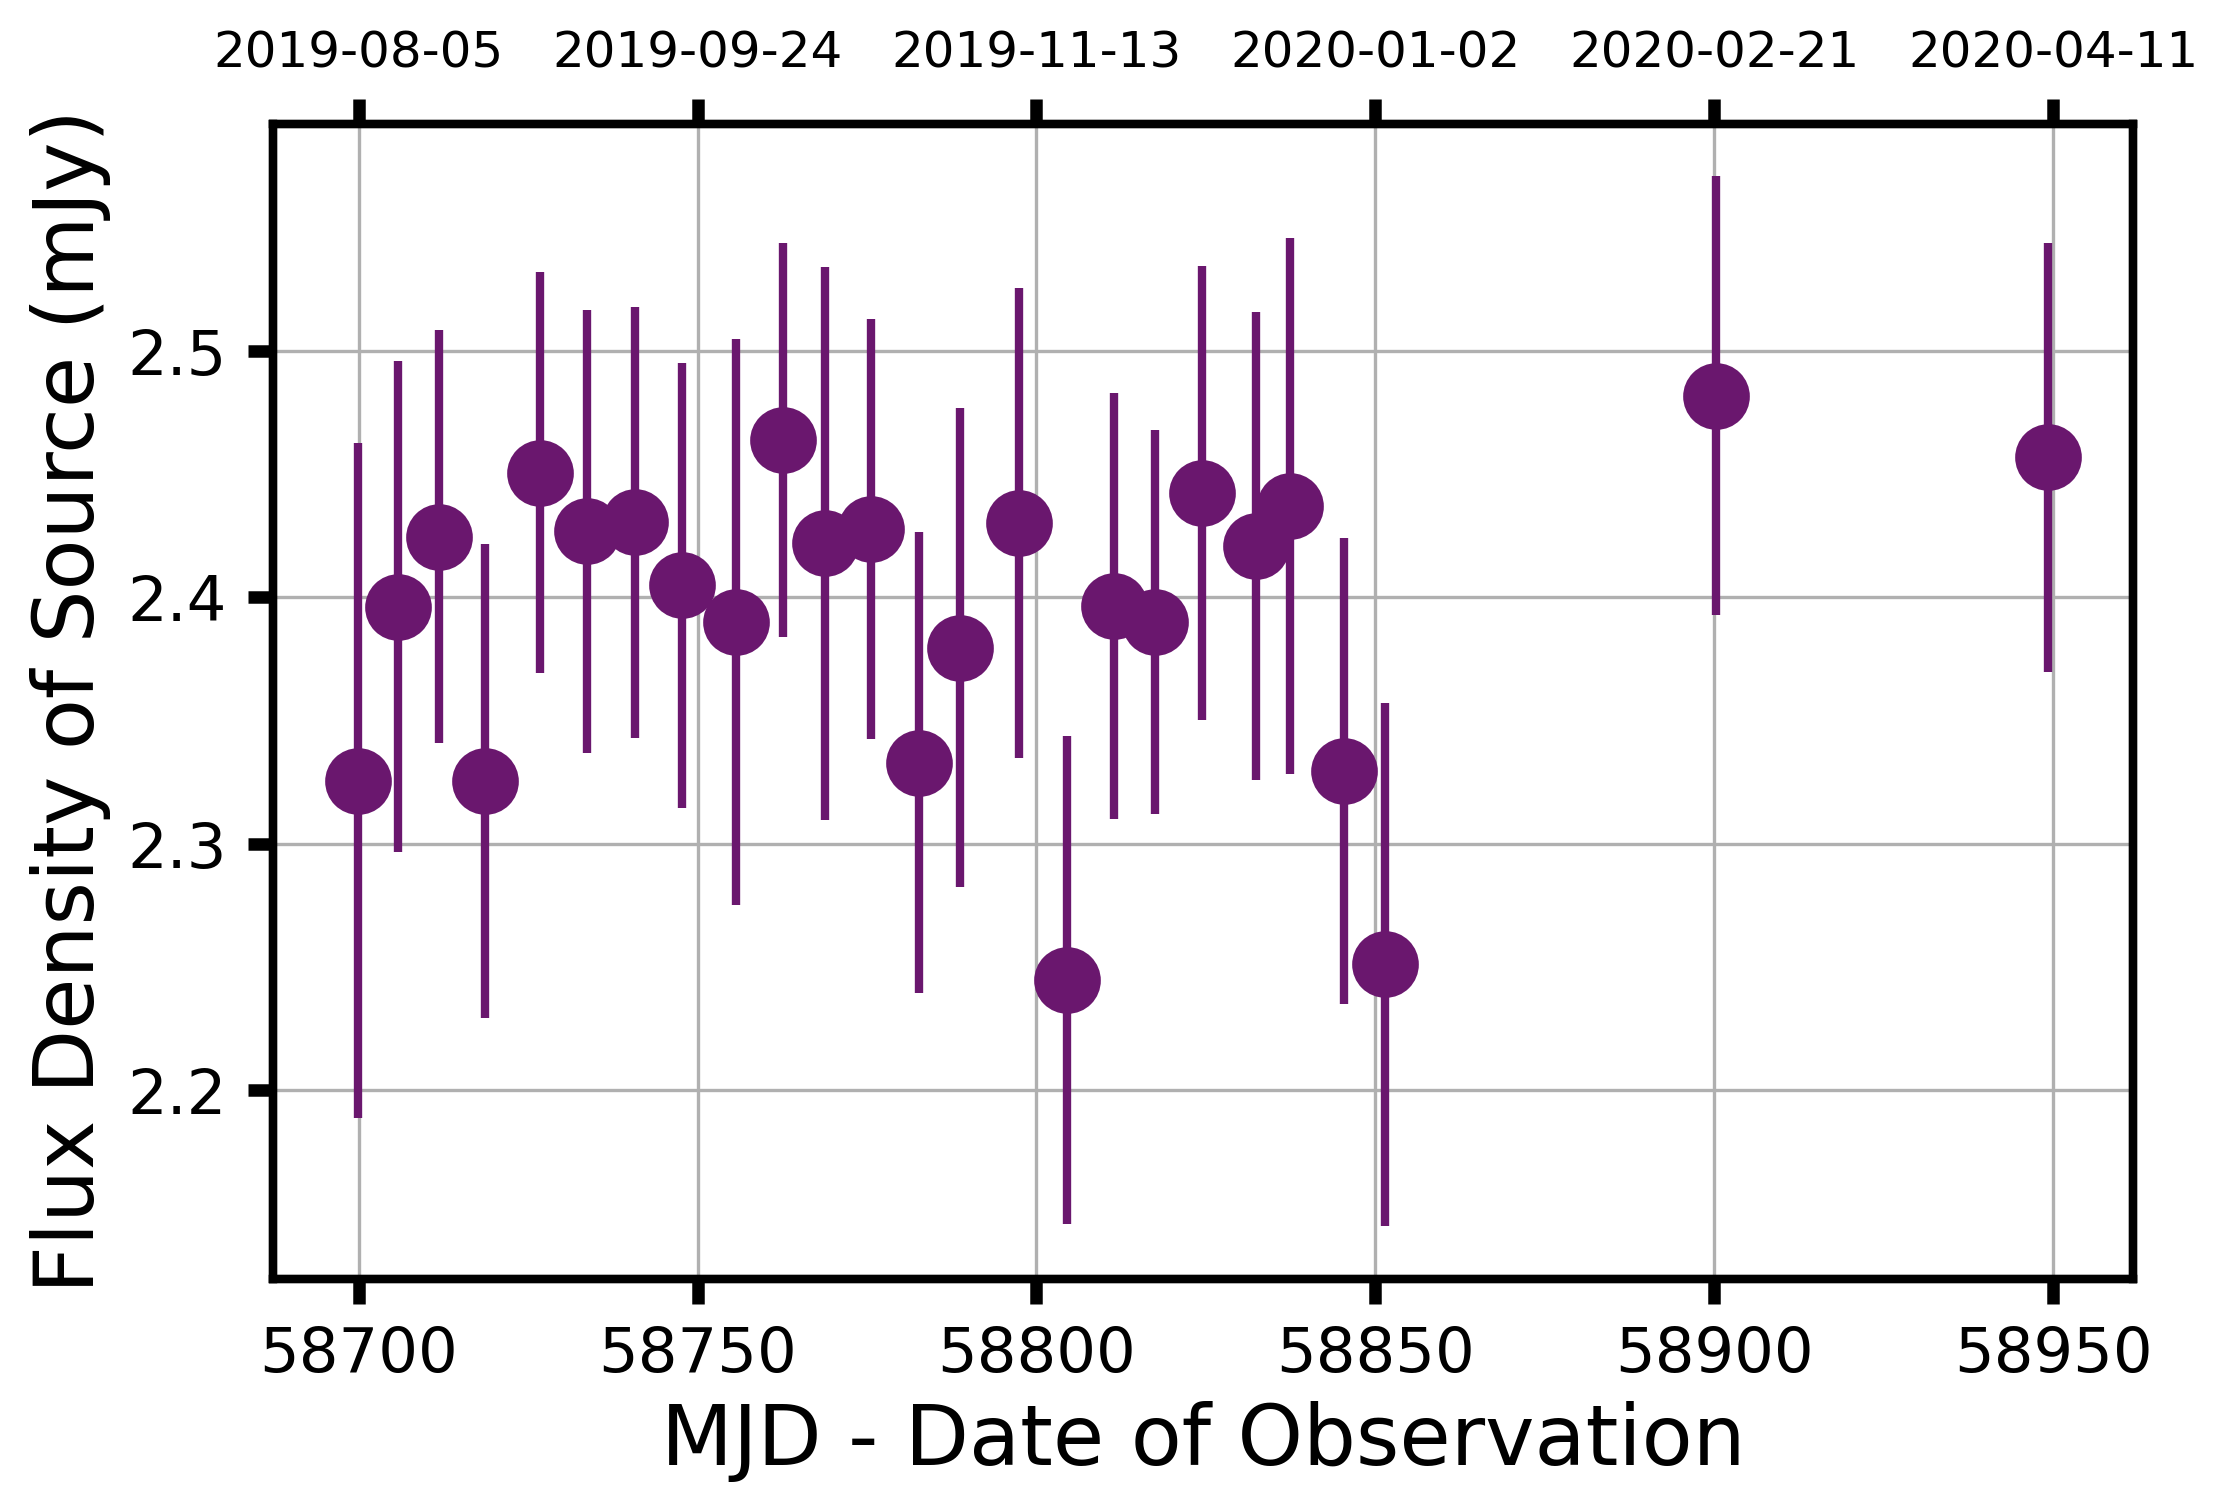 2019-08-05 2019-09-24 2019-11-13 2020-01-02 2020-02-21 2020-04-11
Flux Density of Source (mJy)
2.5
2.4
2.3
2.2
58700 58750 58800 58850 58900 58950
MJD - Date of Observation